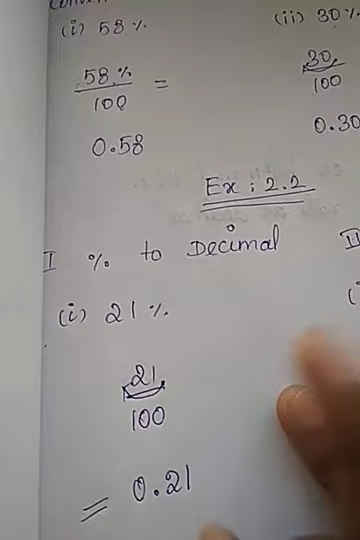 (i) 58 %.
(ii) 30 %.
58 % / 100 =
30 / 100
0.58
0.30
Ex : 2.2
I % to Decimal
II
(i) 21 %.
(i
21 / 100
= 0.21